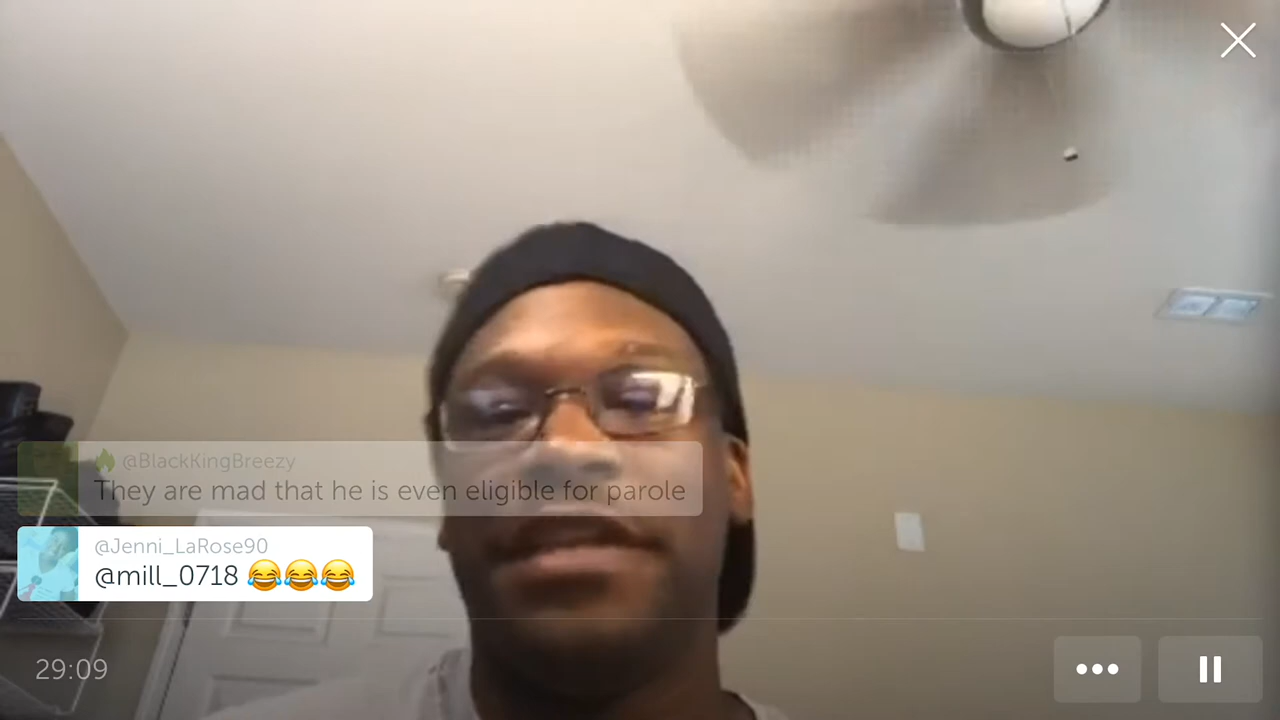 @BlackKingBreezy
They are mad that he is even eligible for parole
@Jenni_LaRose90
@mill_0718 😂😂😂
29:09